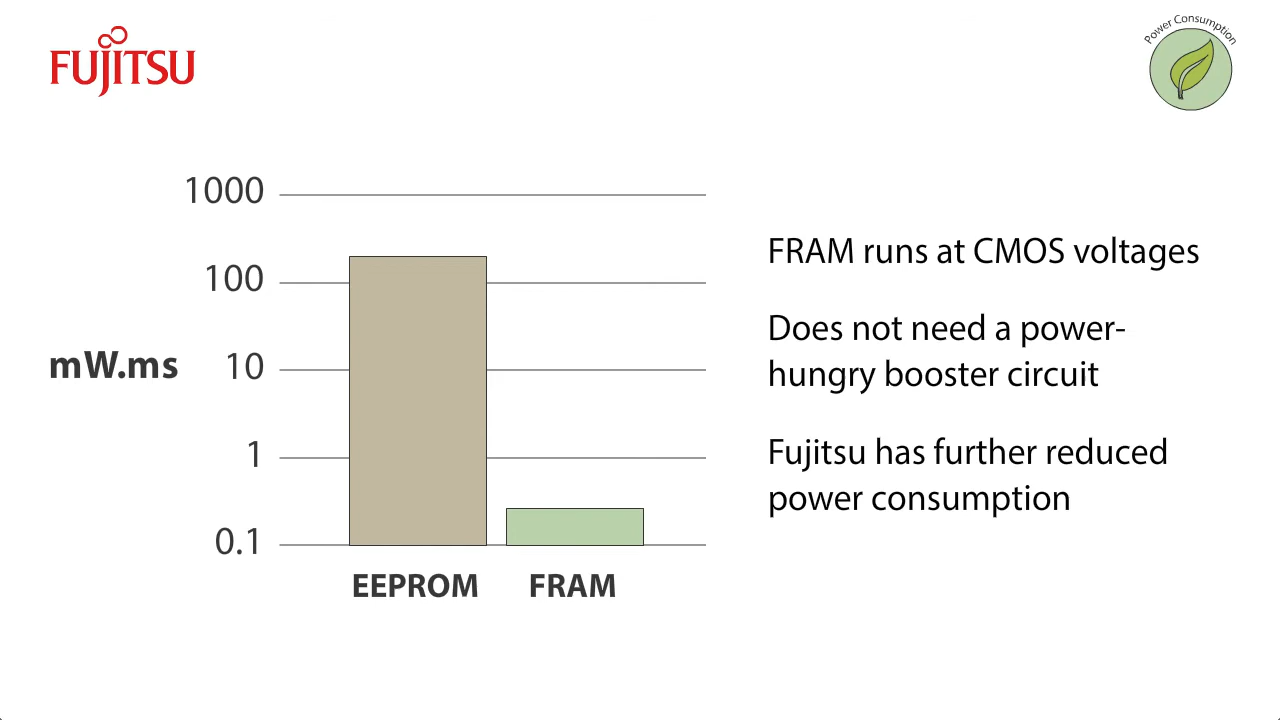 FUJITSU
Power Consumption
1000
100
mW.ms
10
1
0.1
EEPROM
FRAM
FRAM runs at CMOS voltages
Does not need a power-
hungry booster circuit
Fujitsu has further reduced
power consumption